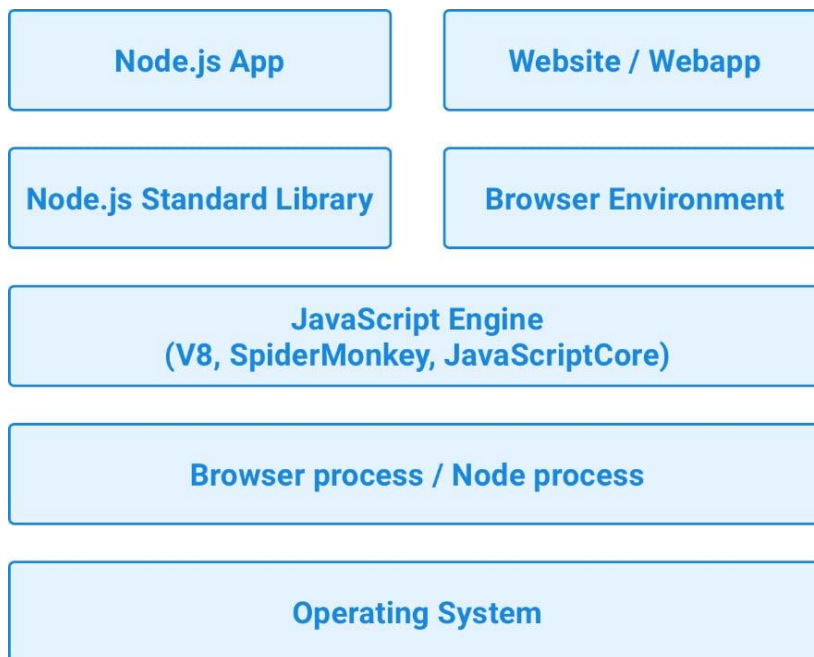 Node.js App
Website / Webapp
Node.js Standard Library
Browser Environment
JavaScript Engine
(V8, SpiderMonkey, JavaScriptCore)
Browser process / Node process
Operating System